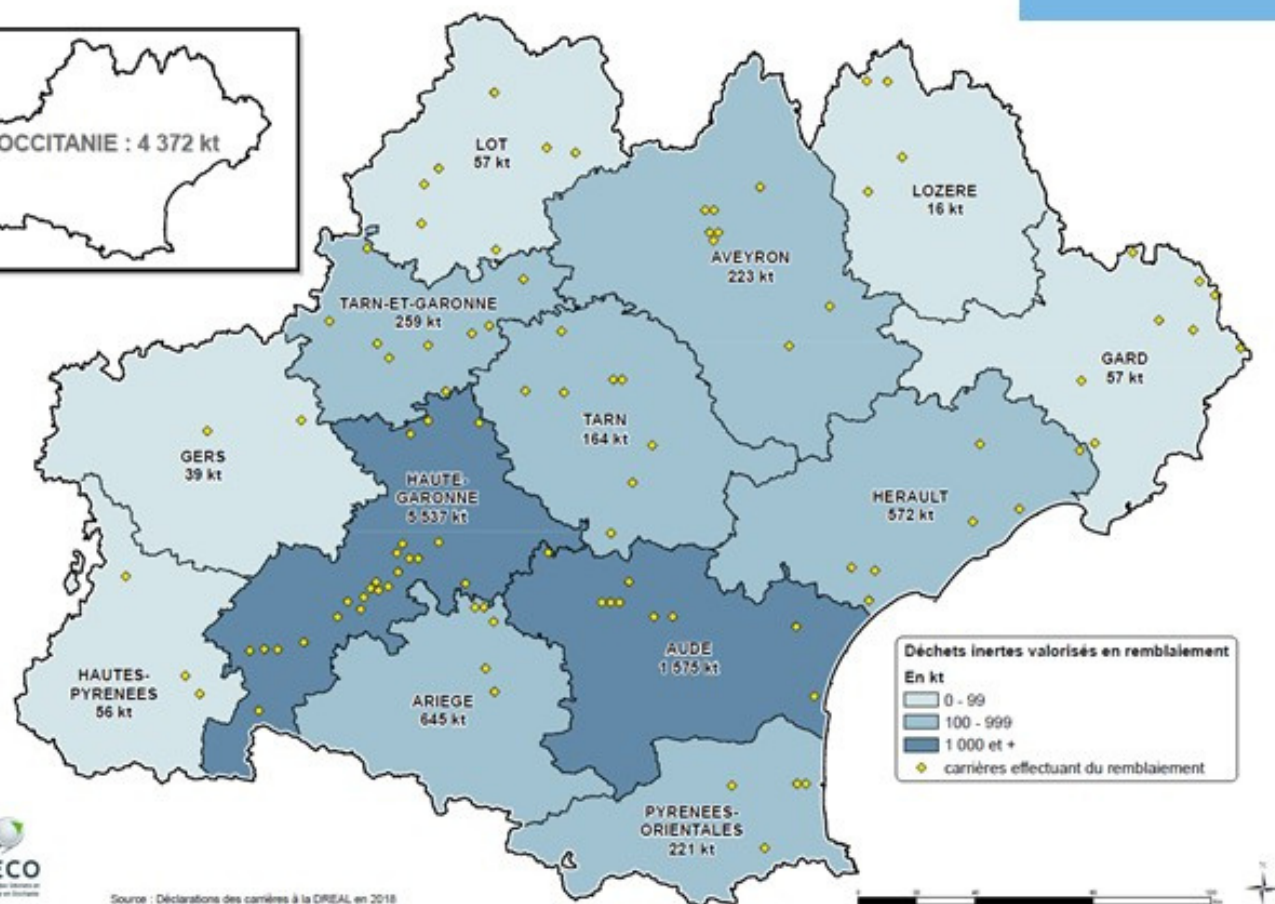 OCCITANIE : 4 372 kt
LOT
57 kt
LOZERE
16 kt
AVEYRON
223 kt
TARN-ET-GARONNE
259 kt
GARD
57 kt
TARN
164 kt
GERS
39 kt
HAUTE-
GARONNE
5 537 kt
HERAULT
572 kt
HAUTES-
PYRENEES
56 kt
ARIEGE
645 kt
AUDE
1 575 kt
PYRENEES-
ORIENTALES
221 kt
Déchets inertes valorisés en remblaiement
En kt
0 - 99
100 - 999
1 000 et +
carrières effectuant du remblaiement
ECO
Source : Déclarations des carrières à la DREAL en 2018